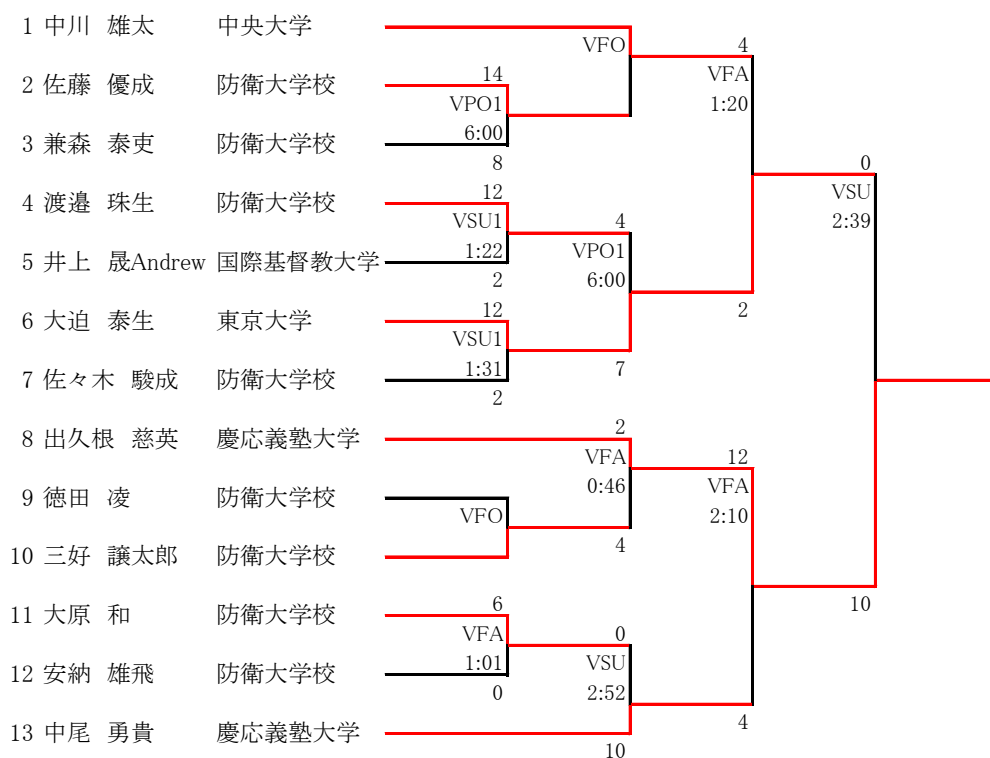 1 中川 雄太 中央大学
VFO
4
VFA
1:20
2 佐藤 優成 防衛大学校
14
VPO1
6:00
3 兼森 泰吏 防衛大学校
8
0
VSU
2:39
4 渡邉 珠生 防衛大学校
12
VSU1
1:22
4
VPO1
6:00
5 井上 晟Andrew 国際基督教大学
2
6 大迫 泰生 東京大学
12
VSU1
1:31
2
7 佐々木 駿成 防衛大学校
2
7
8 出久根 慈英 慶応義塾大学
2
VFA
0:46
12
VFA
2:10
9 徳田 凌 防衛大学校
VFO
4
10 三好 譲太郎 防衛大学校
11 大原 和 防衛大学校
6
VFA
1:01
0
VSU
2:52
10
12 安納 雄飛 防衛大学校
0
13 中尾 勇貴 慶応義塾大学
4
10